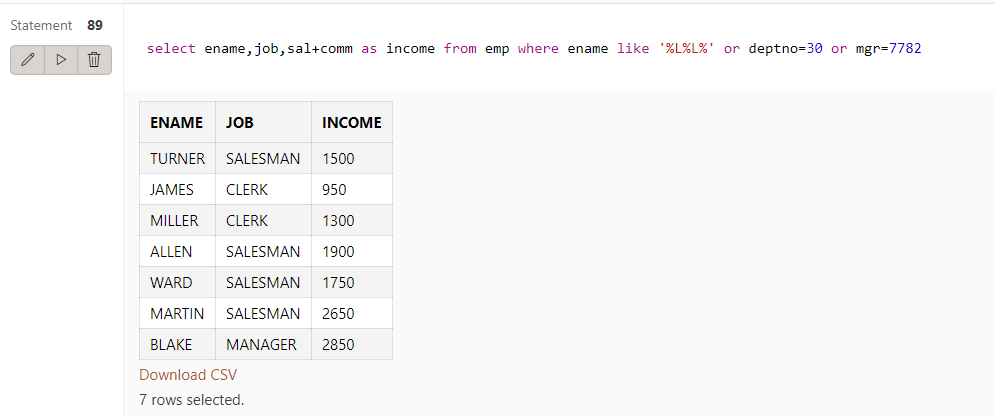 Statement 89
select ename,job,sal+comm as income from emp where ename like '%L%L%' or deptno=30 or mgr=7782
ENAME JOB INCOME
TURNER SALESMAN 1500
JAMES CLERK 950
MILLER CLERK 1300
ALLEN SALESMAN 1900
WARD SALESMAN 1750
MARTIN SALESMAN 2650
BLAKE MANAGER 2850
Download CSV
7 rows selected.